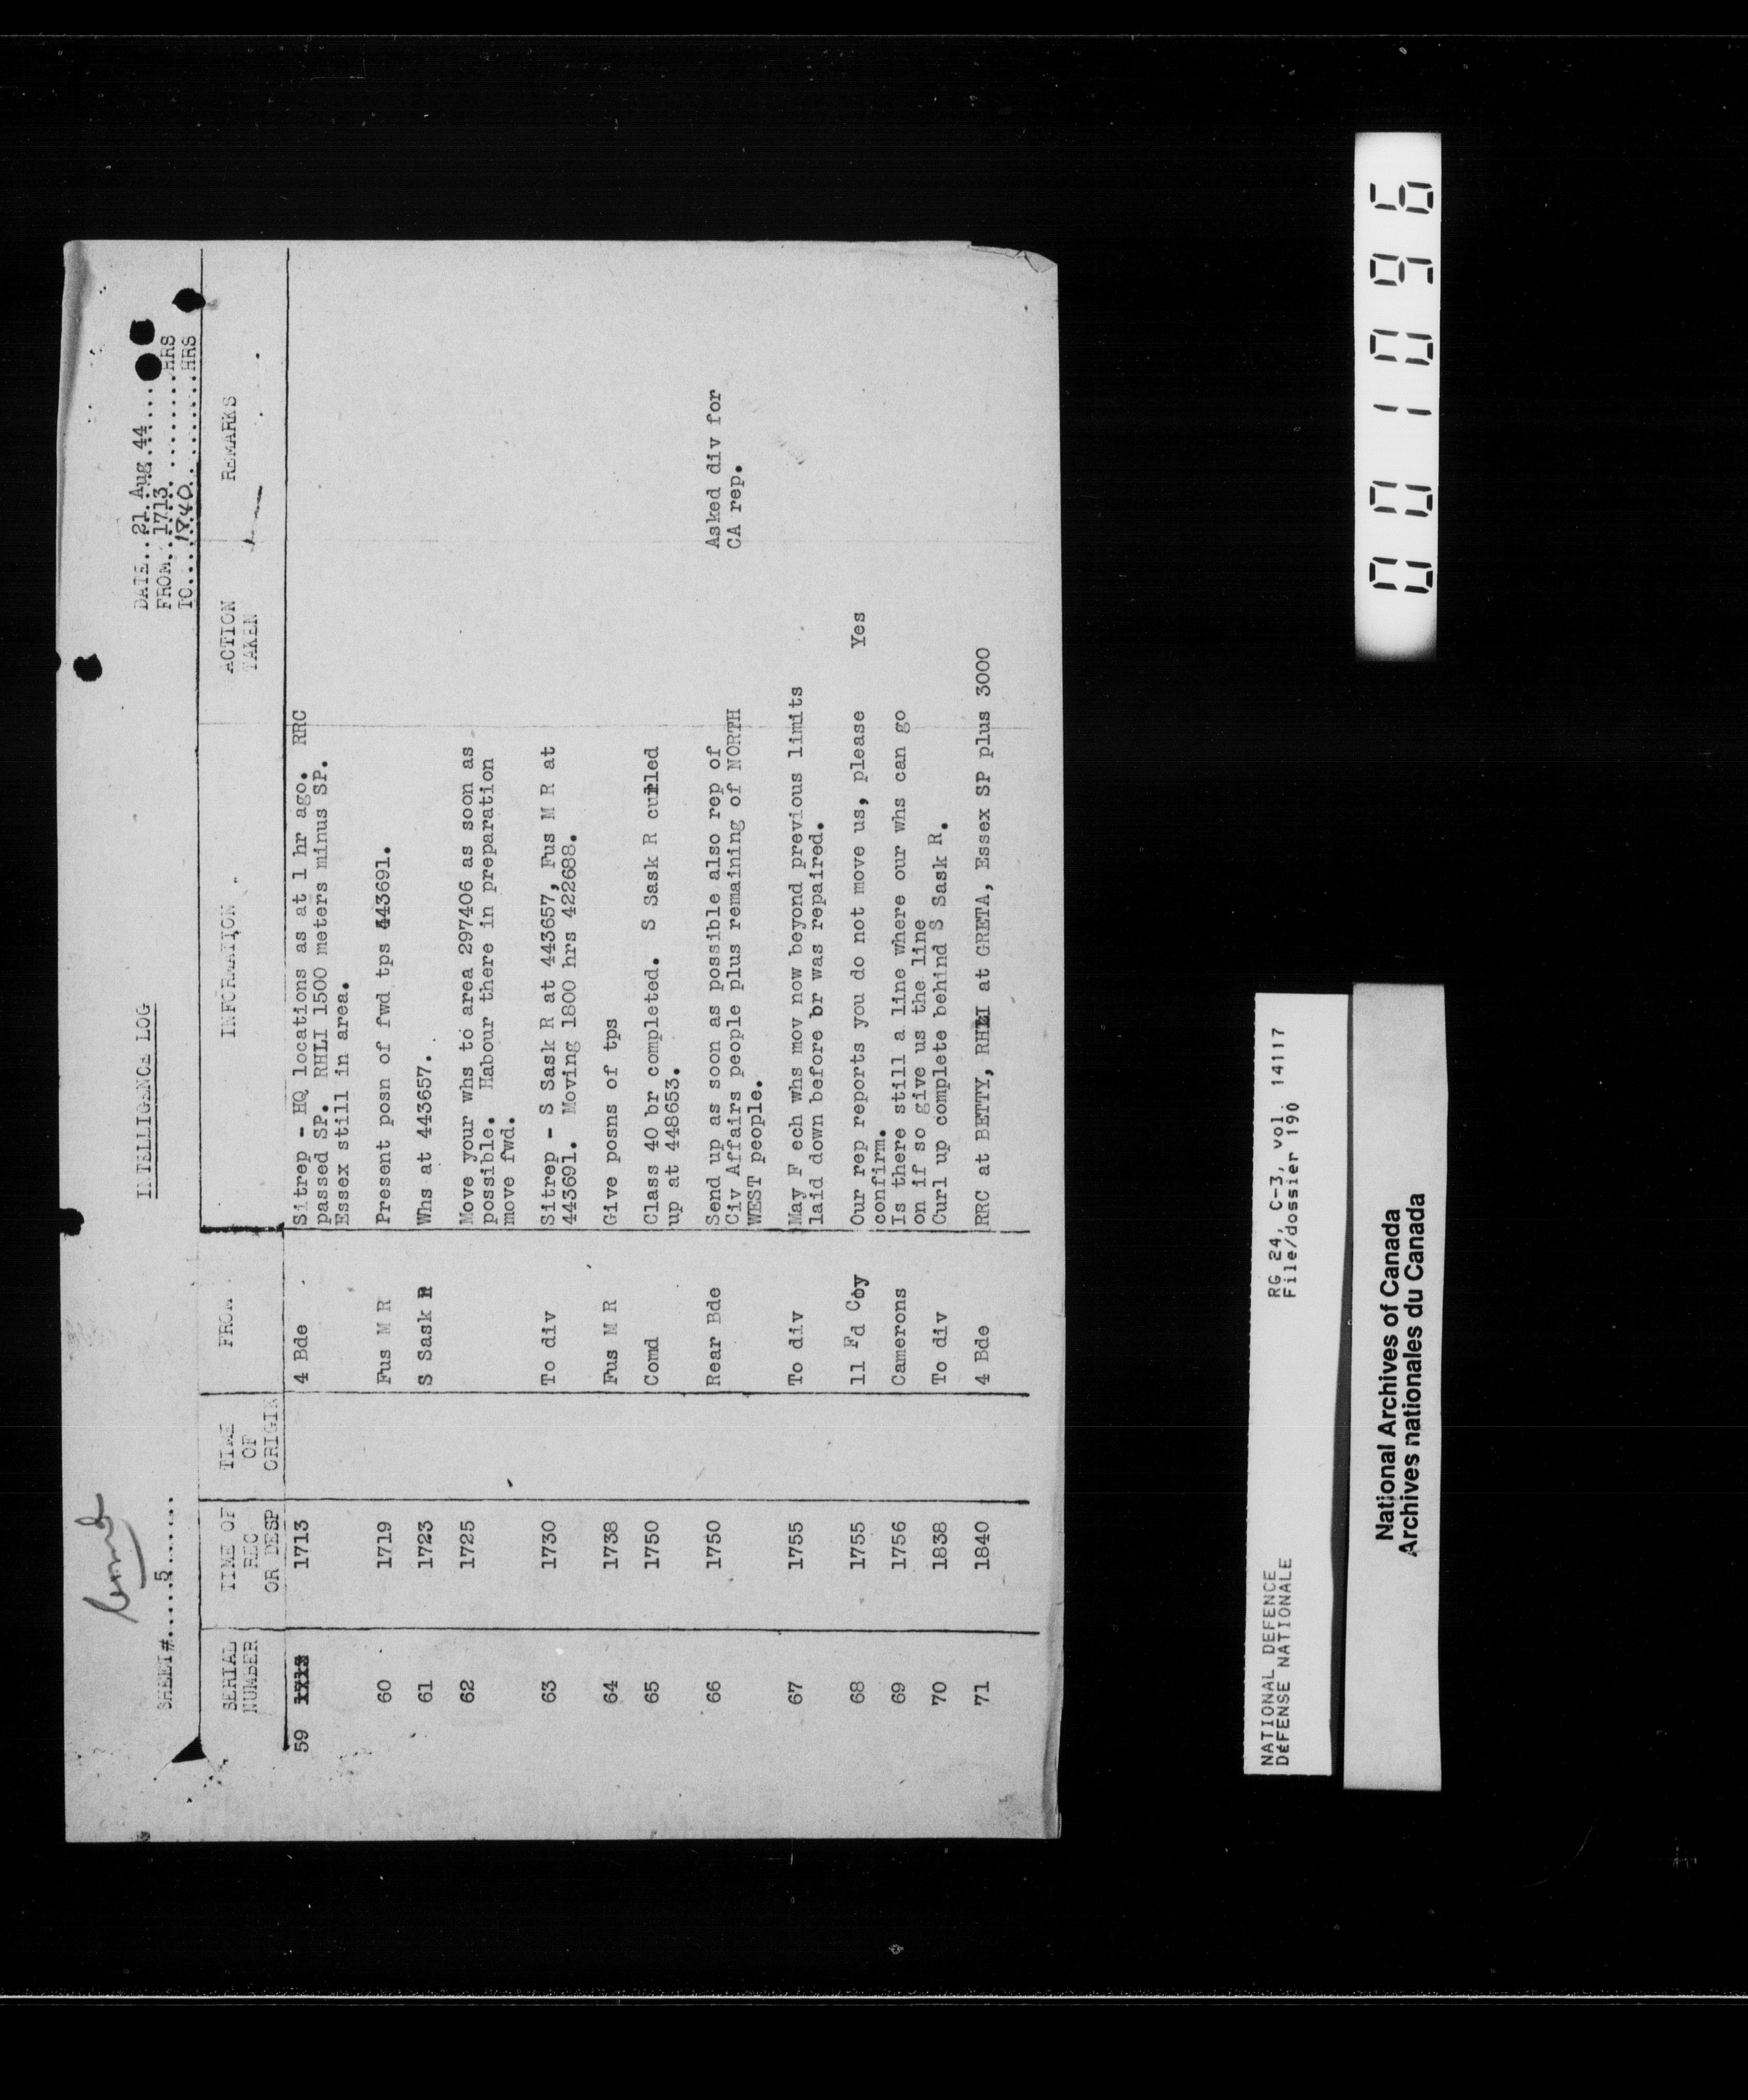 SHEET#.....5.......
INTELLIGENCE LOG
DATE..21 Aug 44....
FROM..1713.........HRS
TO....1840.........HRS
SERIAL NUMBER TIME OF REC OR DESP TIME OF ORIGIN FROM INFORMATION ACTION TAKEN REMARKS
59 1713 1713 4 Bde Sitrep - HQ locations as at 1 hr ago. RRC
passed SP. RHLI 1500 meters minus SP.
Essex still in area.
60 1719 Fus M R Present posn of fwd tps 443691.
61 1723 S Sask R Whs at 443657.
62 1725 Move your whs to area 297406 as soon as
possible. Habour there in preparation
move fwd.
63 1730 To div Sitrep - S Sask R at 443657, Fus M R at
443691. Moving 1800 hrs 422688.
64 1738 Fus M R Give posns of tps
65 1750 Comd Class 40 br completed. S Sask R curled
up at 448653.
66 1750 Rear Bde Send up as soon as possible also rep of Asked div for
Civ Affairs people plus remaining of NORTH CA rep.
WEST people.
67 1755 To div May F ech whs mov now beyond previous limits
laid down before br was repaired.
68 1755 11 Fd Coy Our rep reports you do not move us, please Yes
confirm.
69 1756 Camerons Is there still a line where our whs can go
on if so give us the line
70 1838 To div Curl up complete behind S Sask R.
71 1840 4 Bde RRC at BETTY, RHLI at GRETA, Essex SP plus 3000
NATIONAL DEFENCE RG 24, C-3, vol. 14117
DÉFENSE NATIONALE File/dossier 190
National Archives of Canada
Archives nationales du Canada
001096